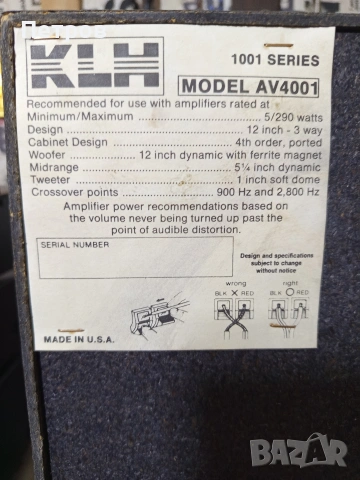 KLH
1001 SERIES
MODEL AV4001
Recommended for use with amplifiers rated at
Minimum/Maximum ........................ 5/290 watts
Design ........................ 12 inch - 3 way
Cabinet Design ........................ 4th order, ported
Woofer ............ 12 inch dynamic with ferrite magnet
Midrange ........................ 5¼ inch dynamic
Tweeter ........................ 1 inch soft dome
Crossover points ............ 900 Hz and 2,800 Hz
Amplifier power recommendations based on
the volume never being turned up past the
point of audible distortion.
SERIAL NUMBER
Design and specifications
subject to change
without notice
wrong right
BLK X RED BLK O RED
MADE IN U.S.A.
BAZAR
bg